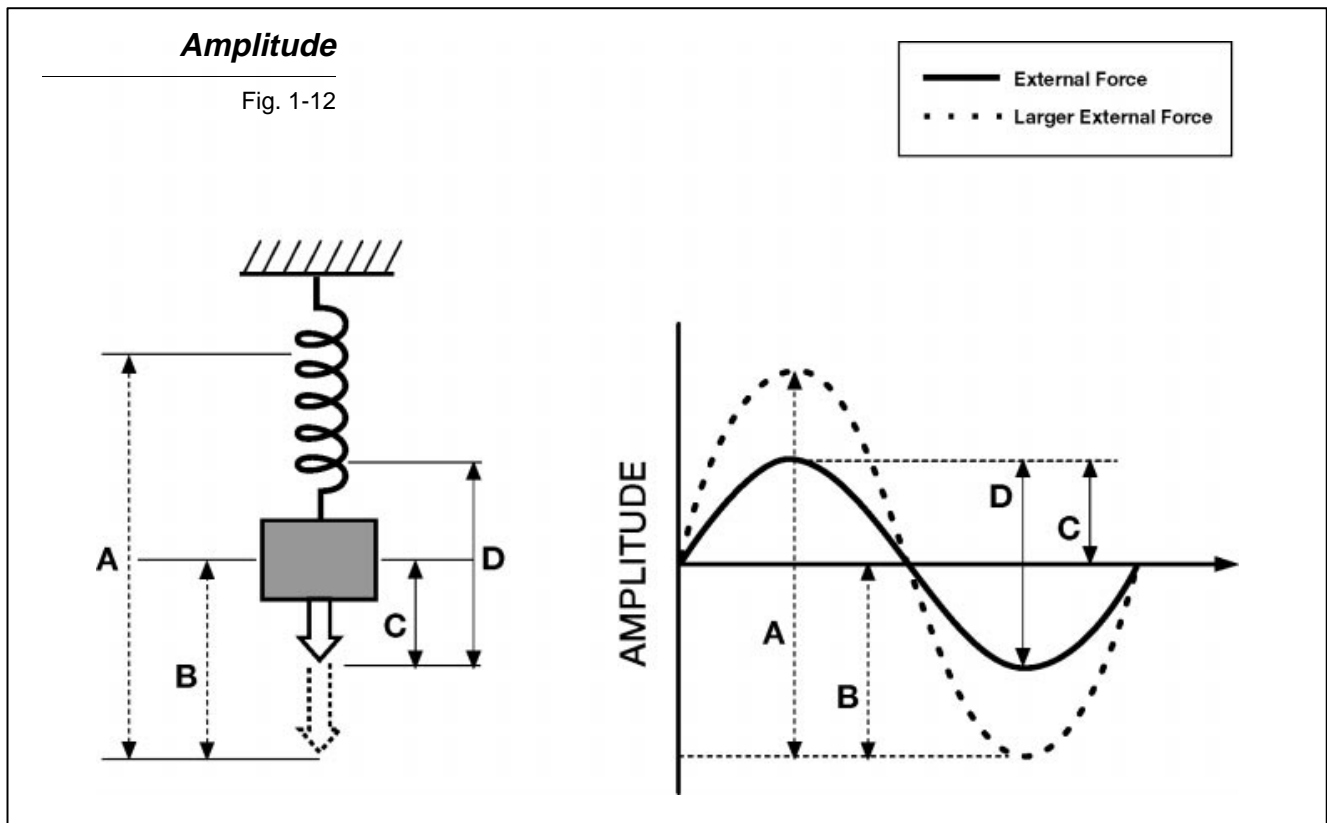 Amplitude
Fig. 1-12
External Force
Larger External Force
A
B
C
D
AMPLITUDE
A
B
D
C